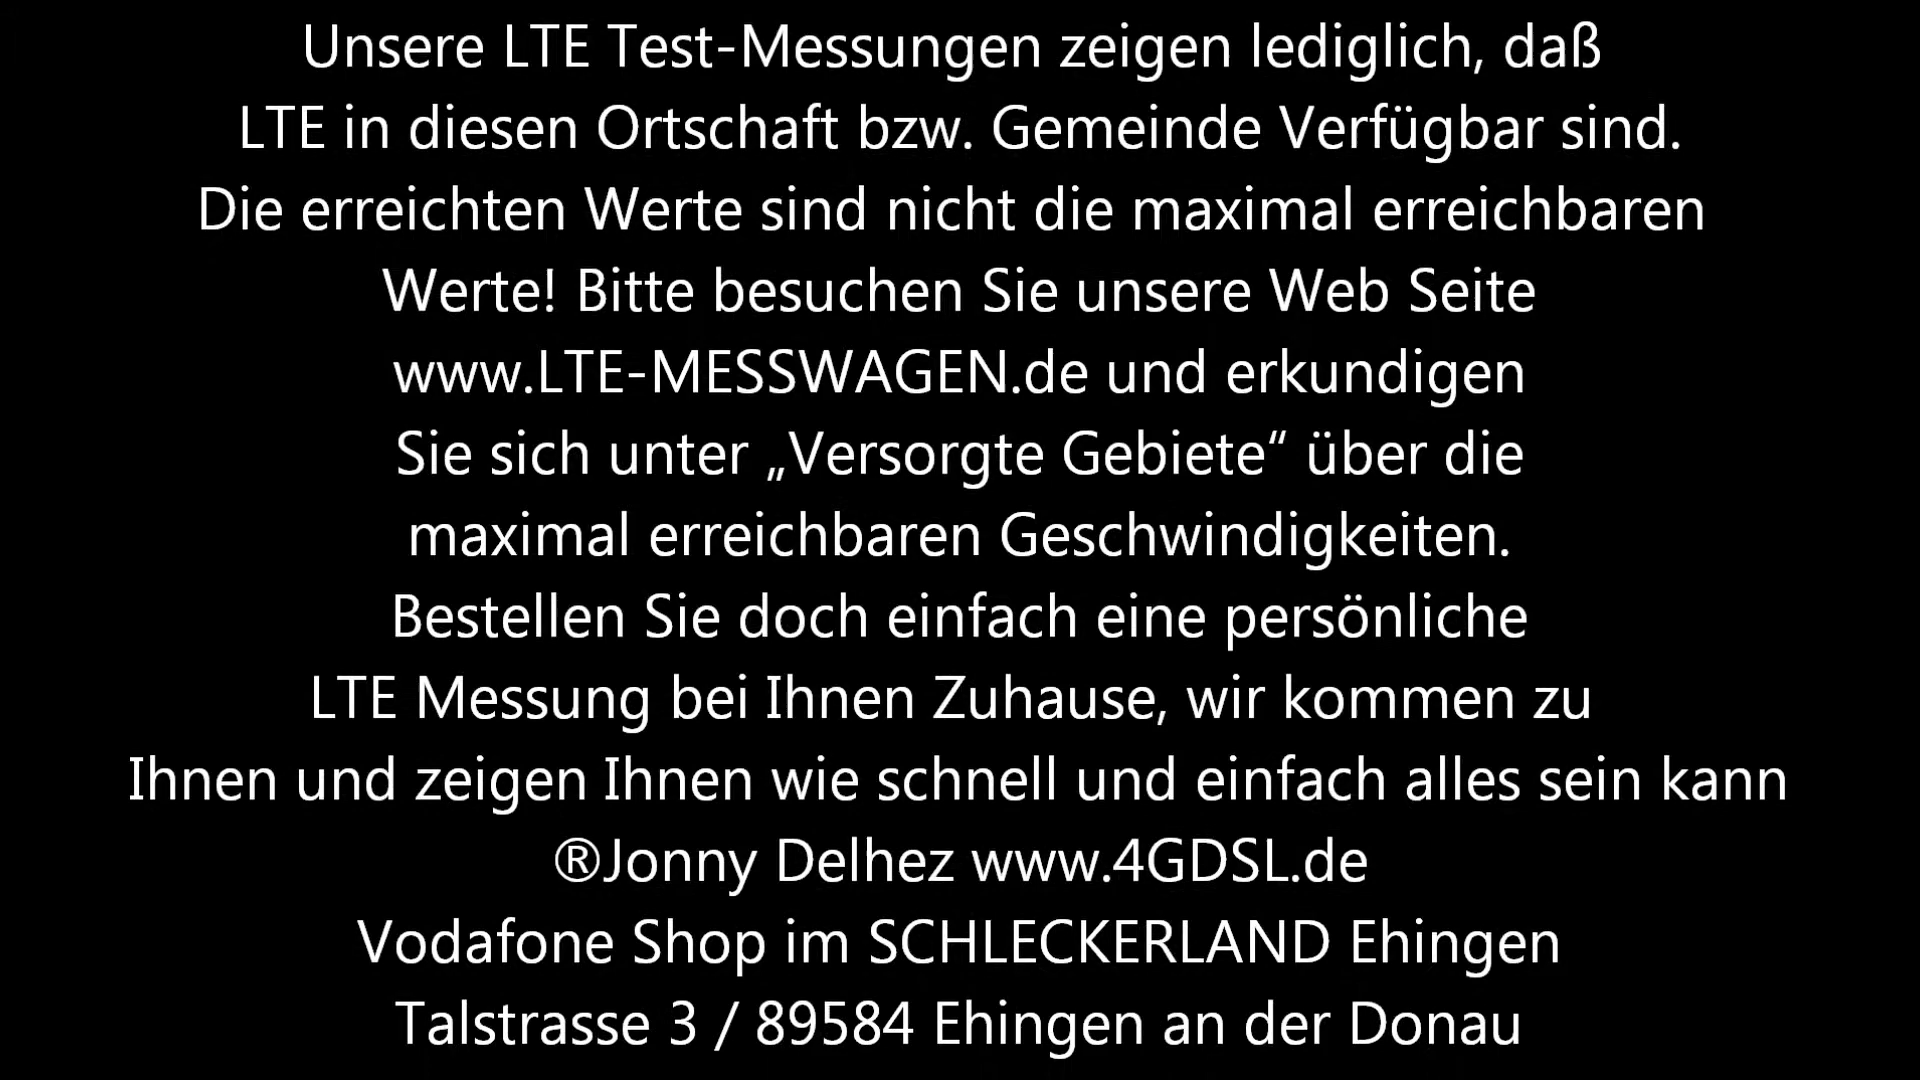 Unsere LTE Test-Messungen zeigen lediglich, daß
LTE in diesen Ortschaft bzw. Gemeinde Verfügbar sind.
Die erreichten Werte sind nicht die maximal erreichbaren
Werte! Bitte besuchen Sie unsere Web Seite
www.LTE-MESSWAGEN.de und erkundigen
Sie sich unter „Versorgte Gebiete“ über die
maximal erreichbaren Geschwindigkeiten.
Bestellen Sie doch einfach eine persönliche
LTE Messung bei Ihnen Zuhause, wir kommen zu
Ihnen und zeigen Ihnen wie schnell und einfach alles sein kann
®Jonny Delhez www.4GDSL.de
Vodafone Shop im SCHLECKERLAND Ehingen
Talstrasse 3 / 89584 Ehingen an der Donau